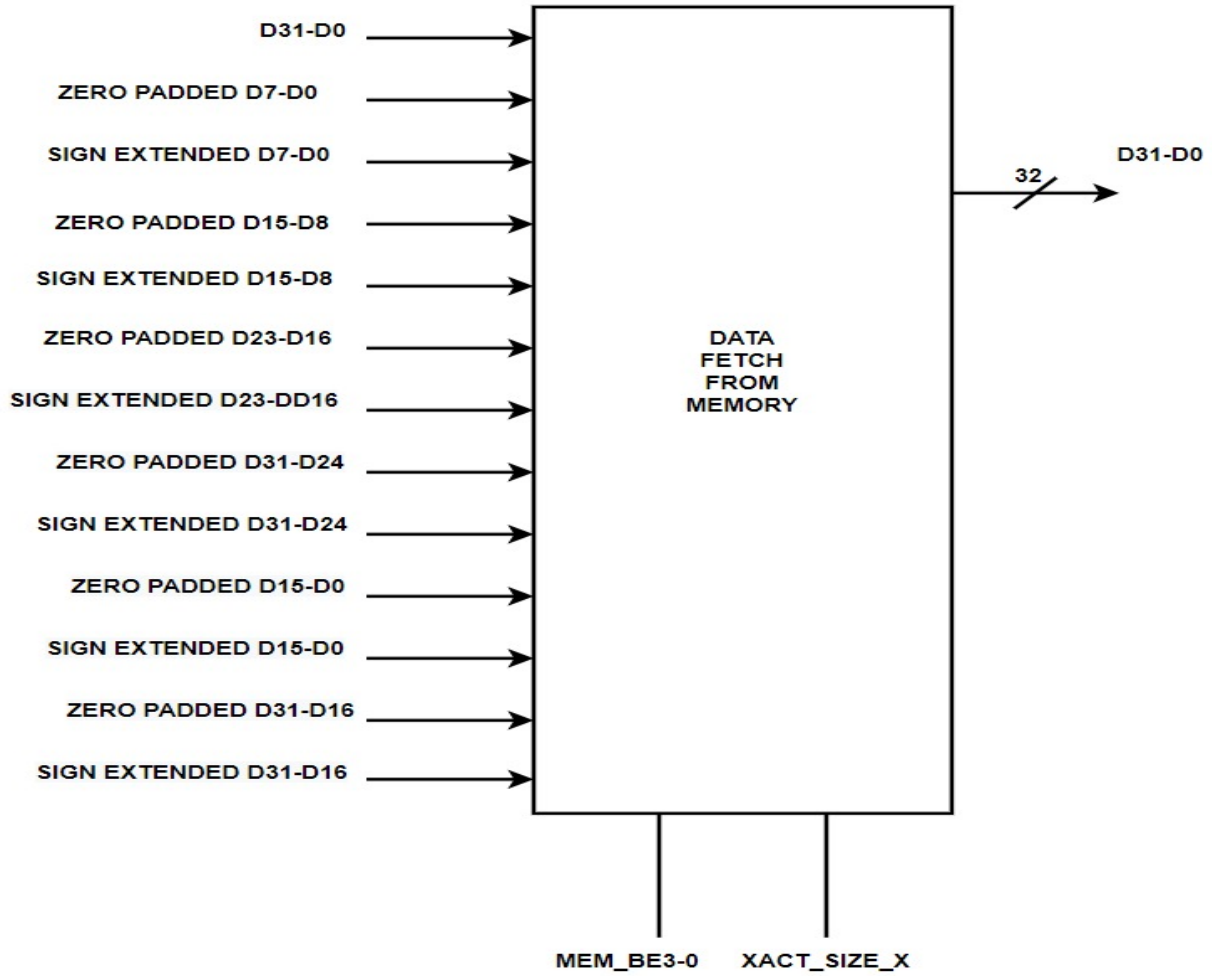 D31-D0
ZERO PADDED D7-D0
SIGN EXTENDED D7-D0
ZERO PADDED D15-D8
SIGN EXTENDED D15-D8
ZERO PADDED D23-D16
SIGN EXTENDED D23-DD16
ZERO PADDED D31-D24
SIGN EXTENDED D31-D24
ZERO PADDED D15-D0
SIGN EXTENDED D15-D0
ZERO PADDED D31-D16
SIGN EXTENDED D31-D16
DATA
FETCH
FROM
MEMORY
32
D31-D0
MEM_BE3-0
XACT_SIZE_X